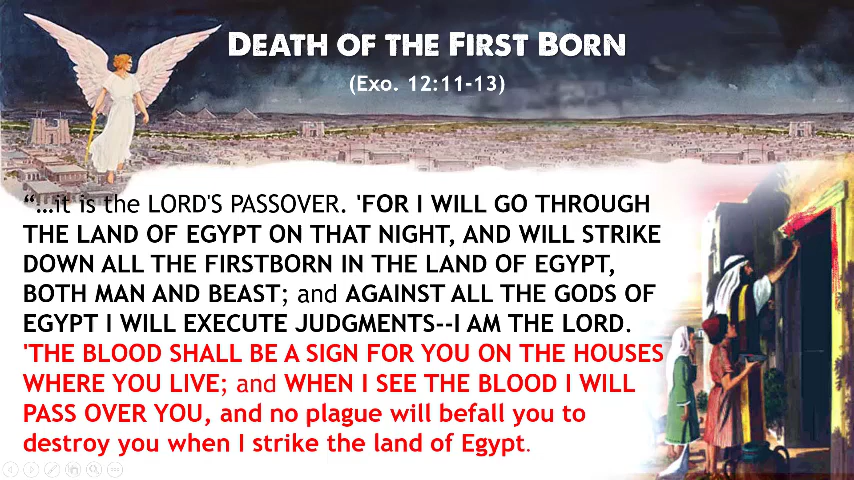 DEATH OF THE FIRST BORN
(Exo. 12:11-13)
“…it is the LORD'S PASSOVER. 'FOR I WILL GO THROUGH
THE LAND OF EGYPT ON THAT NIGHT, AND WILL STRIKE
DOWN ALL THE FIRSTBORN IN THE LAND OF EGYPT,
BOTH MAN AND BEAST; and AGAINST ALL THE GODS OF
EGYPT I WILL EXECUTE JUDGMENTS--I AM THE LORD.
'THE BLOOD SHALL BE A SIGN FOR YOU ON THE HOUSES
WHERE YOU LIVE; and WHEN I SEE THE BLOOD I WILL
PASS OVER YOU, and no plague will befall you to
destroy you when I strike the land of Egypt.